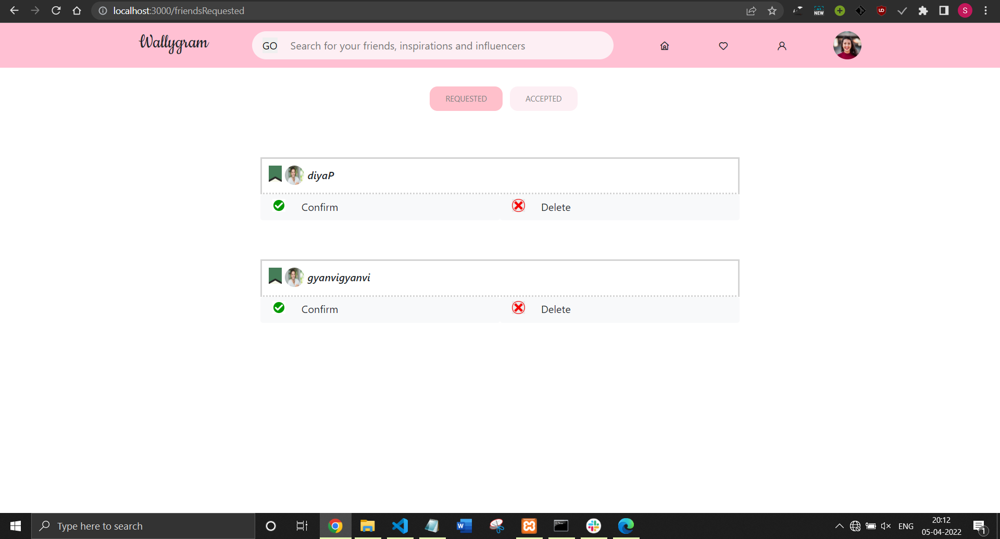 localhost:3000/friendsRequested
NEW
S
Wallygram
GO Search for your friends, inspirations and influencers
REQUESTED ACCEPTED
diyaP
Confirm Delete
gyanvigyanvi
Confirm Delete
Type here to search
ENG
20:12
05-04-2022
1